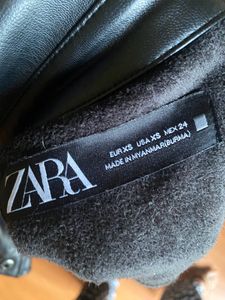 ZARA
EUR XS USA XS MEX 24
MADE IN MYANMAR(BURMA)